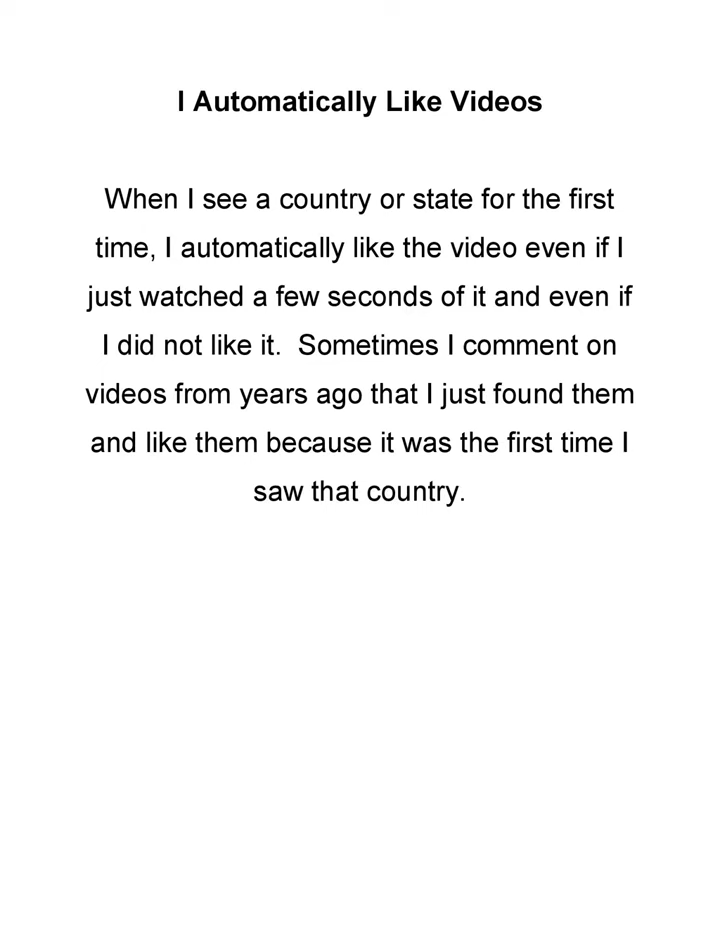 I Automatically Like Videos
When I see a country or state for the first
time, I automatically like the video even if I
just watched a few seconds of it and even if
I did not like it.  Sometimes I comment on
videos from years ago that I just found them
and like them because it was the first time I
saw that country.